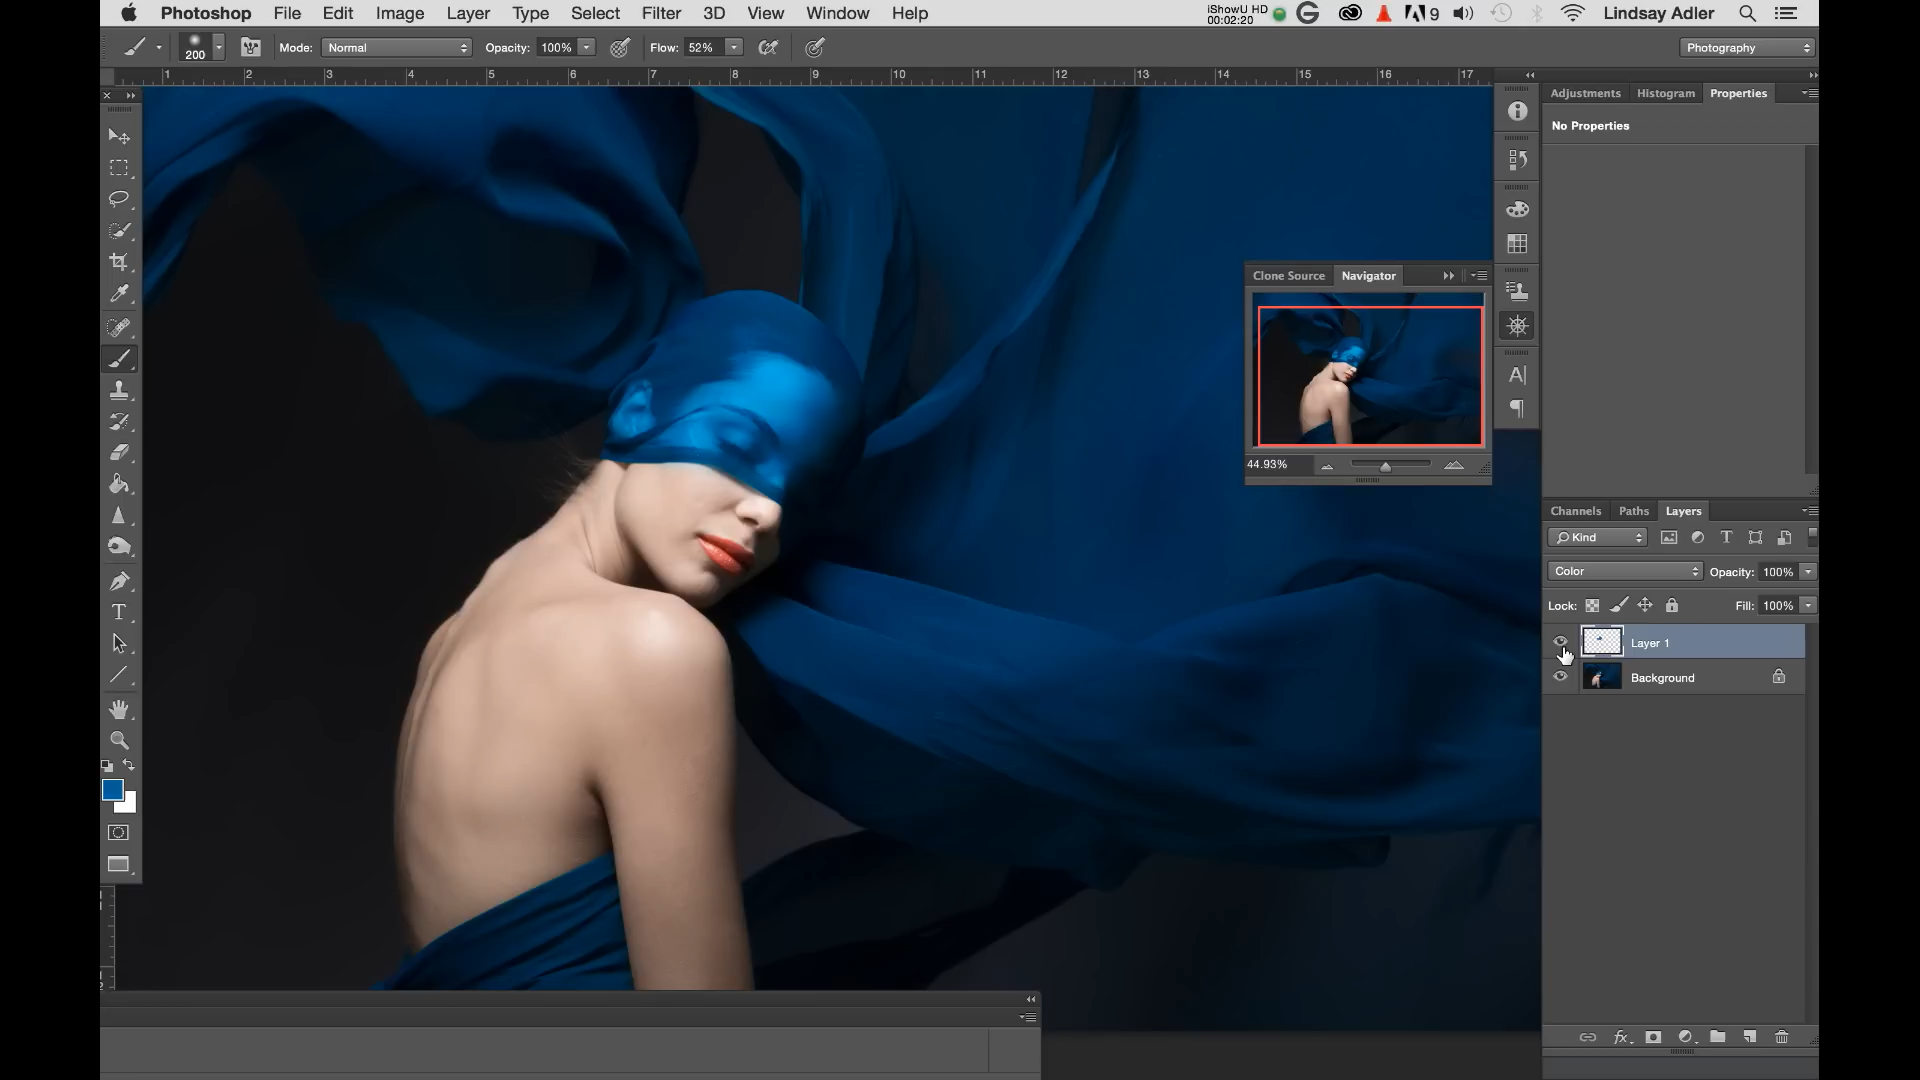 Photoshop File Edit Image Layer Type Select Filter 3D View Window Help iShowU HD 00:02:20 9 Lindsay Adler
200 Mode: Normal Opacity: 100% Flow: 52% Photography
1 2 3 4 5 6 7 8 9 10 11 12 13 14 15 16 17
Adjustments Histogram Properties
No Properties
Clone Source Navigator
44.93%
Channels Paths Layers
Kind
Color Opacity: 100%
Lock: Fill: 100%
Layer 1
Background